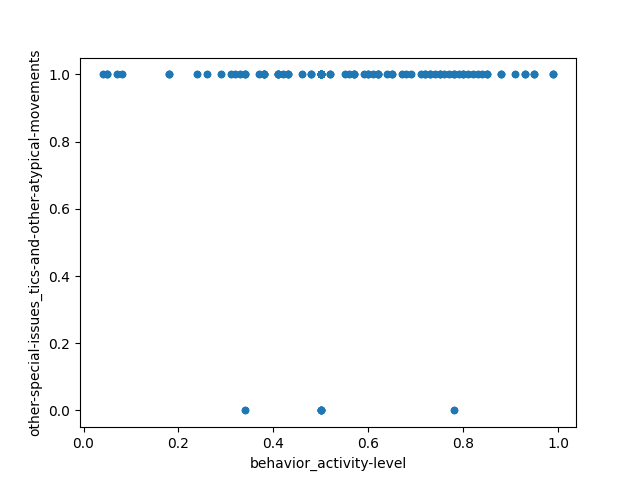 other-special-issues_tics-and-other-atypical-movements
1.0
0.8
0.6
0.4
0.2
0.0
0.0 0.2 0.4 0.6 0.8 1.0
behavior_activity-level